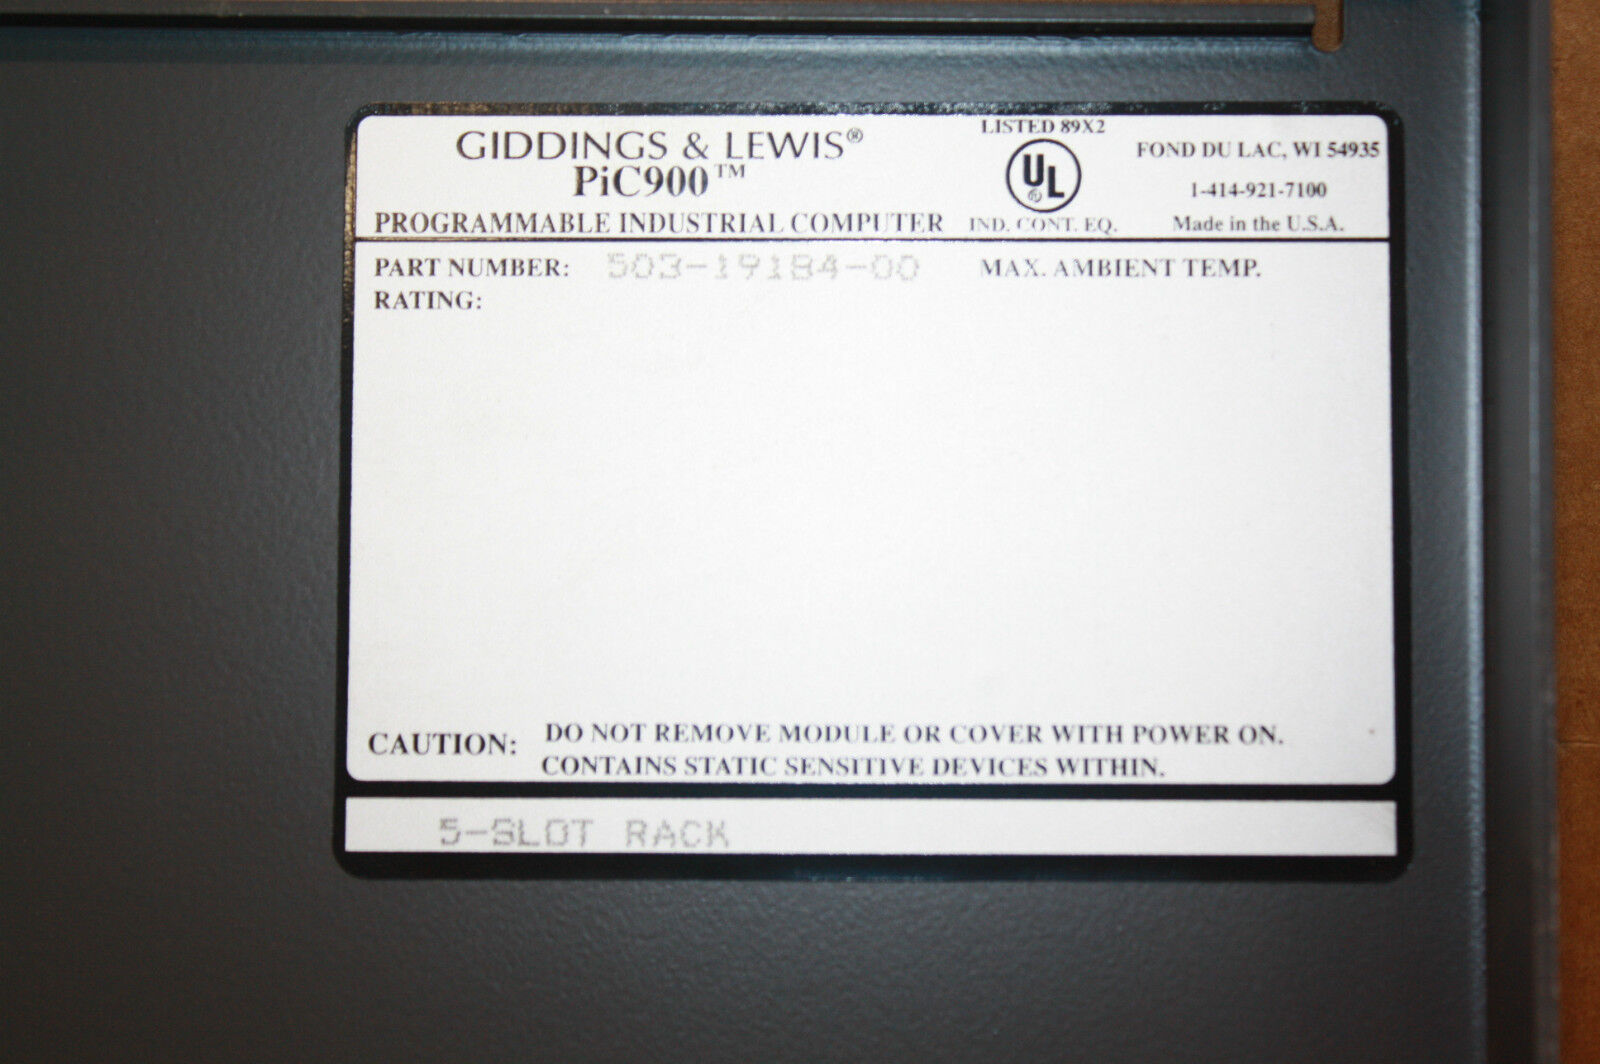 GIDDINGS & LEWIS®
PiC900™
PROGRAMMABLE INDUSTRIAL COMPUTER
LISTED 89X2
UL®
IND. CONT. EQ.
FOND DU LAC, WI 54935
1-414-921-7100
Made in the U.S.A.
PART NUMBER: 503-19184-00 MAX. AMBIENT TEMP.
RATING:
CAUTION: DO NOT REMOVE MODULE OR COVER WITH POWER ON.
CONTAINS STATIC SENSITIVE DEVICES WITHIN.
5-SLOT RACK